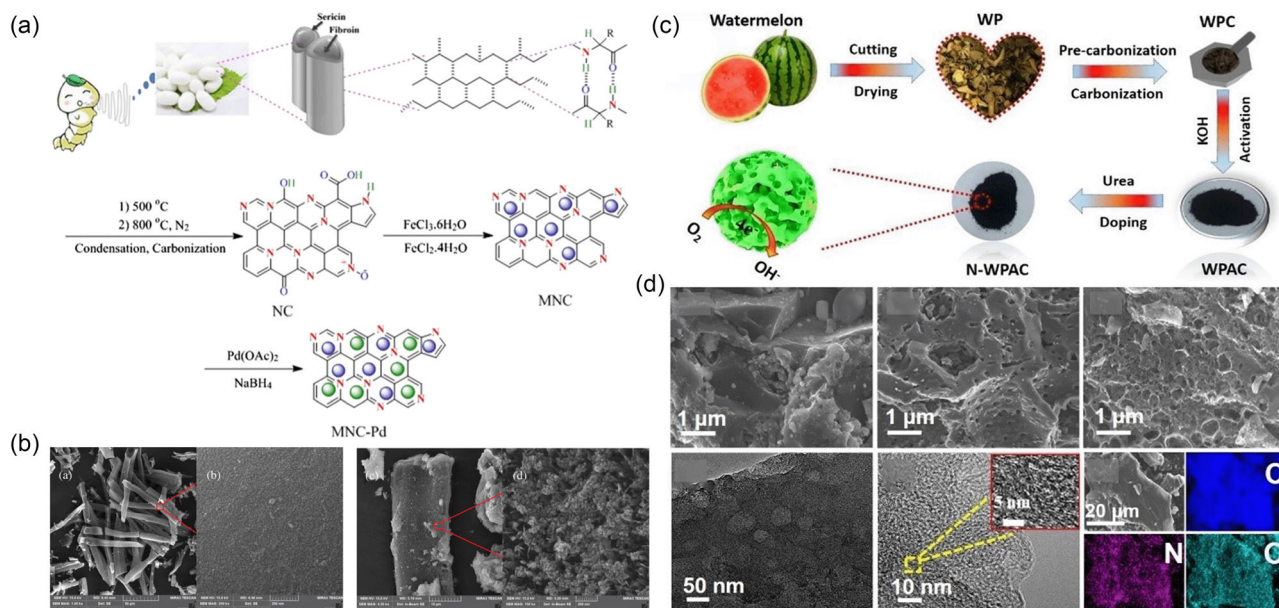 (a)
Sericin
Fibroin
R
N
H
O
O
H
N
H
R
1) 500 °C
2) 800 °C, N₂
Condensation, Carbonization
OH
O
OH
H
N
N
N
N
N
N
+
O
O
NC
FeCl₃.6H₂O
FeCl₂.4H₂O
N
N
N
N
N
N
MNC
Pd(OAc)₂
NaBH₄
N
N
N
N
N
N
MNC-Pd
(b)
(a)
(b)
(c)
(d)
(c)
Watermelon
Cutting
Drying
WP
Pre-carbonization
Carbonization
WPC
KOH
Activation
WPAC
Urea
Doping
N-WPAC
O₂
4e⁻
OH⁻
(d)
1 μm
1 μm
1 μm
50 nm
5 nm
10 nm
20 μm
C
N
O